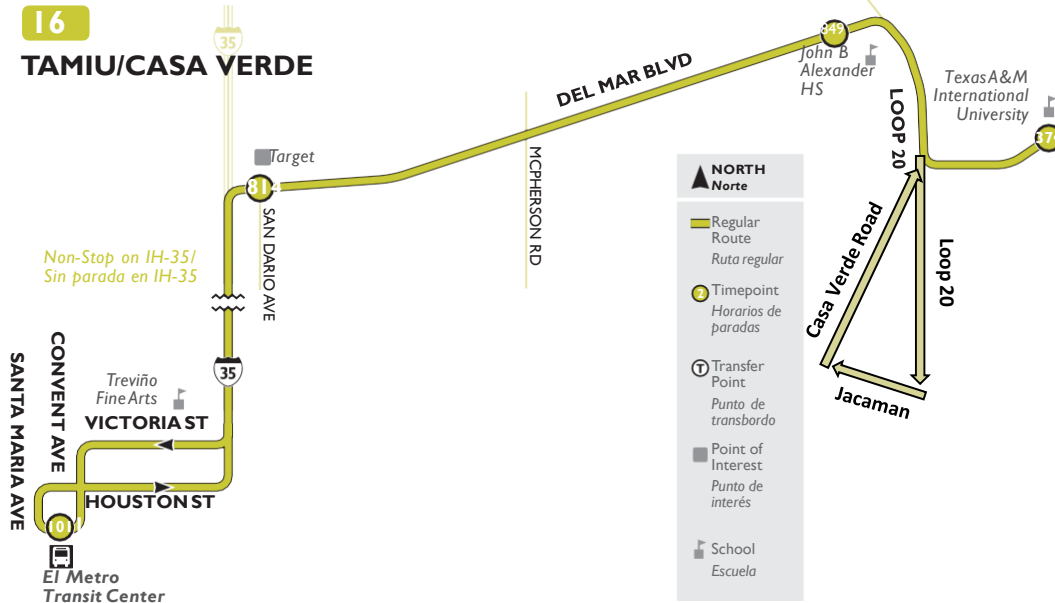 16
TAMIU/CASA VERDE
35
Target
814
SAN DARIO AVE
Non-Stop on IH-35/
Sin parada en IH-35
35
CONVENT AVE
SANTA MARIA AVE
Treviño
Fine Arts
VICTORIA ST
HOUSTON ST
El Metro
Transit Center
DEL MAR BLVD
MCPHERSON RD
849
John B
Alexander
HS
LOOP 20
Texas A&M
International
University
NORTH
Norte
Regular
Route
Ruta regular
2
Timepoint
Horarios de
paradas
T
Transfer
Point
Punto de
transbordo
Point of
Interest
Punto de
interés
School
Escuela
Casa Verde Road
Loop 20
Jacaman